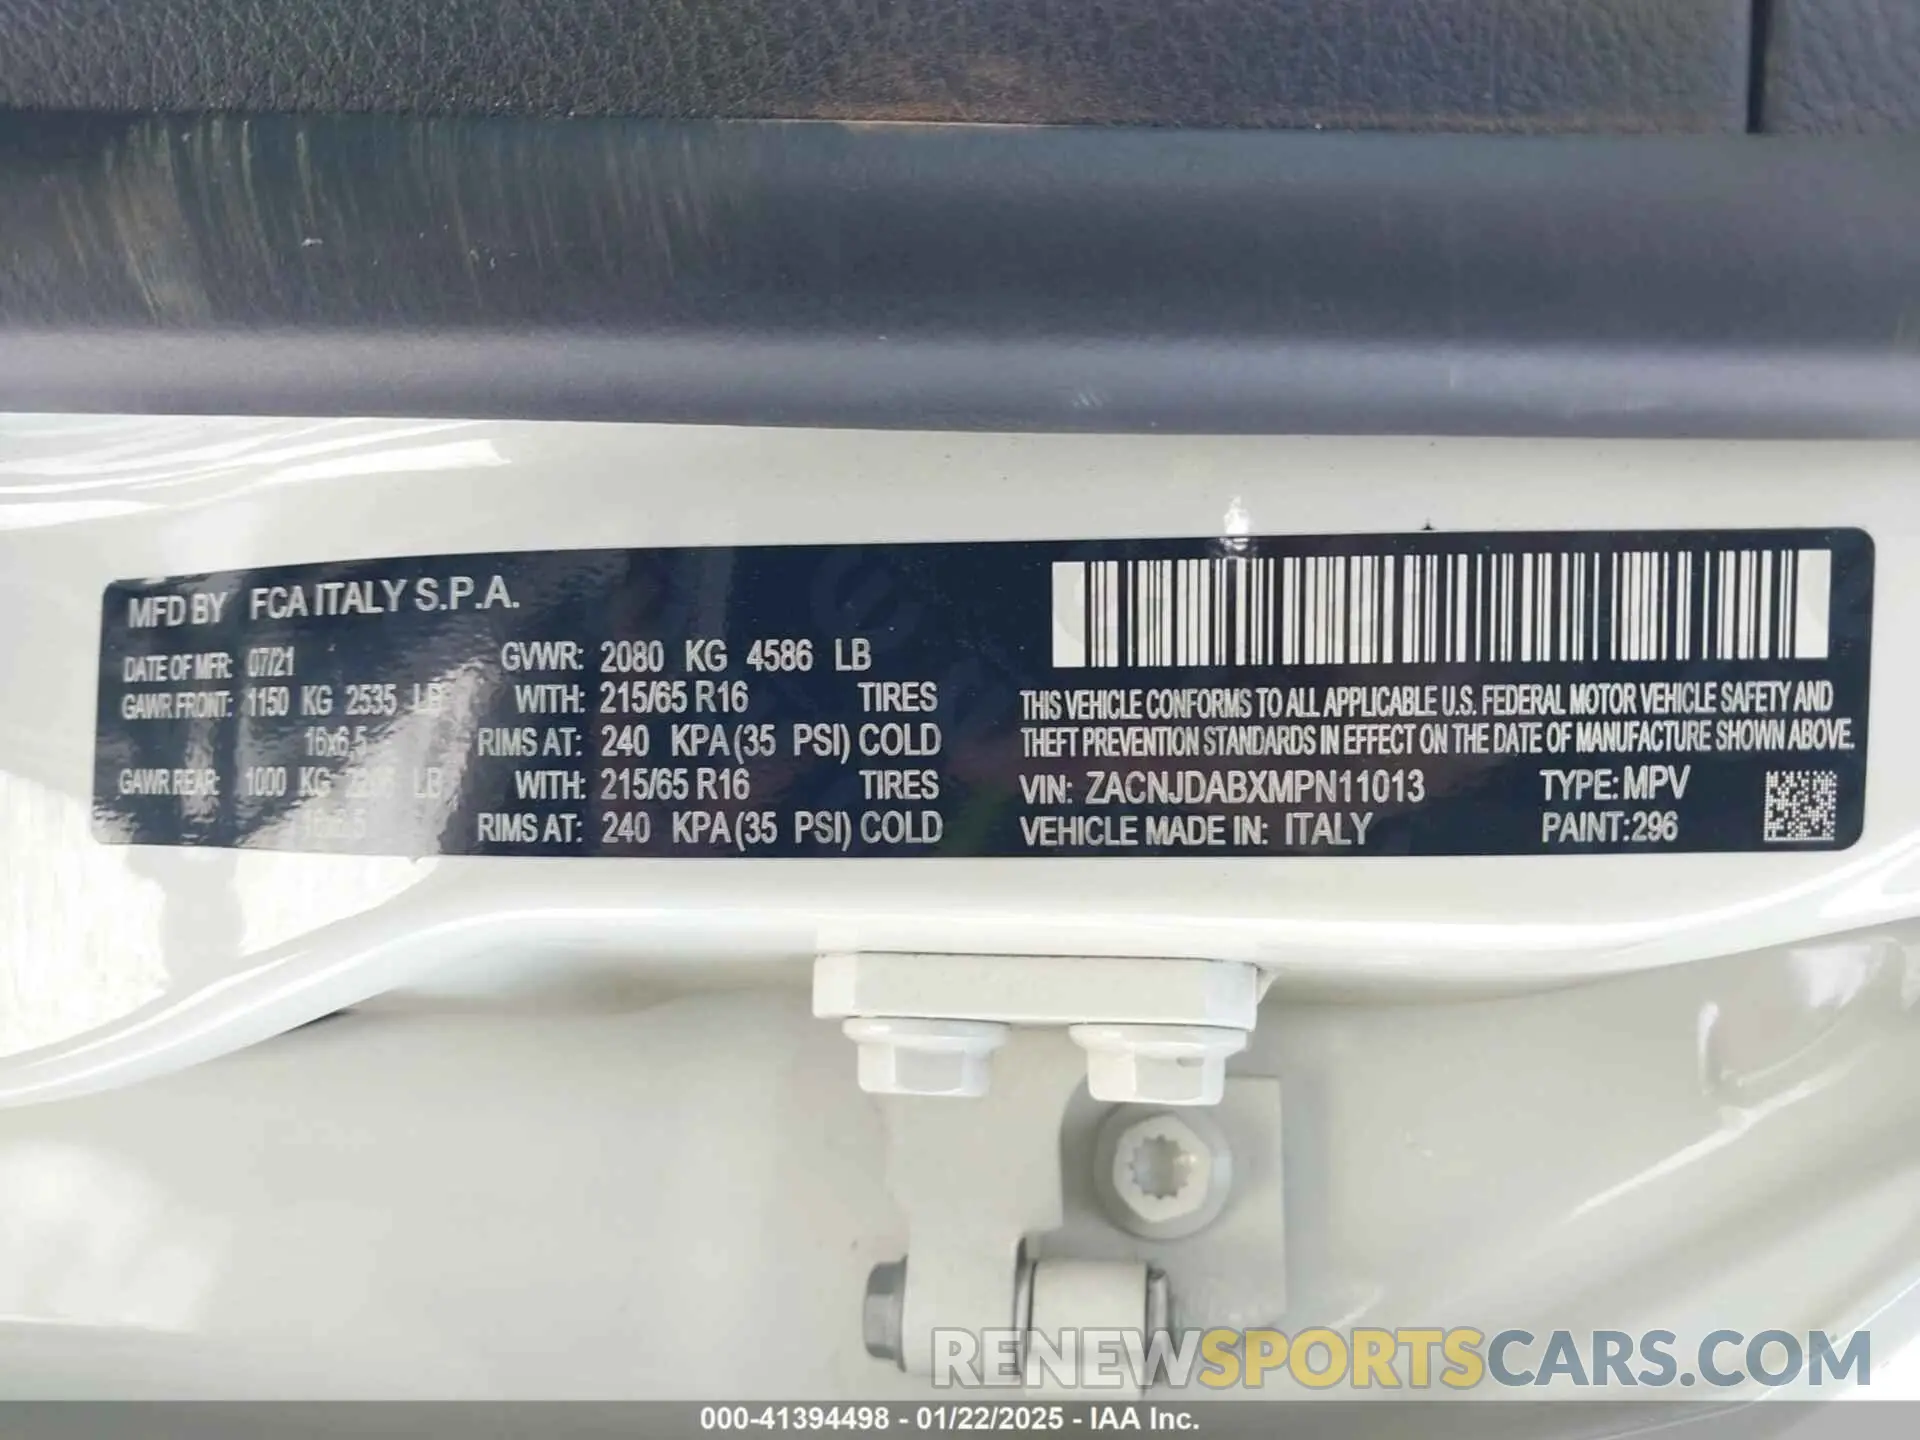 MFD BY FCA ITALY S.P.A.
DATE OF MFR: 07/21 GVWR: 2080 KG 4586 LB
GAWR FRONT: 1150 KG 2535 LB WITH: 215/65 R16 TIRES
16x6.5 RIMS AT: 240 KPA (35 PSI) COLD
GAWR REAR: 1000 KG LB WITH: 215/65 R16 TIRES
16x6.5 RIMS AT: 240 KPA (35 PSI) COLD
THIS VEHICLE CONFORMS TO ALL APPLICABLE U.S. FEDERAL MOTOR VEHICLE SAFETY AND
THEFT PREVENTION STANDARDS IN EFFECT ON THE DATE OF MANUFACTURE SHOWN ABOVE.
VIN: ZACNJDABXMPN11013 TYPE: MPV
VEHICLE MADE IN: ITALY PAINT: 296
RENEWSPORTSCARS.COM
000-41394498 - 01/22/2025 - IAA Inc.